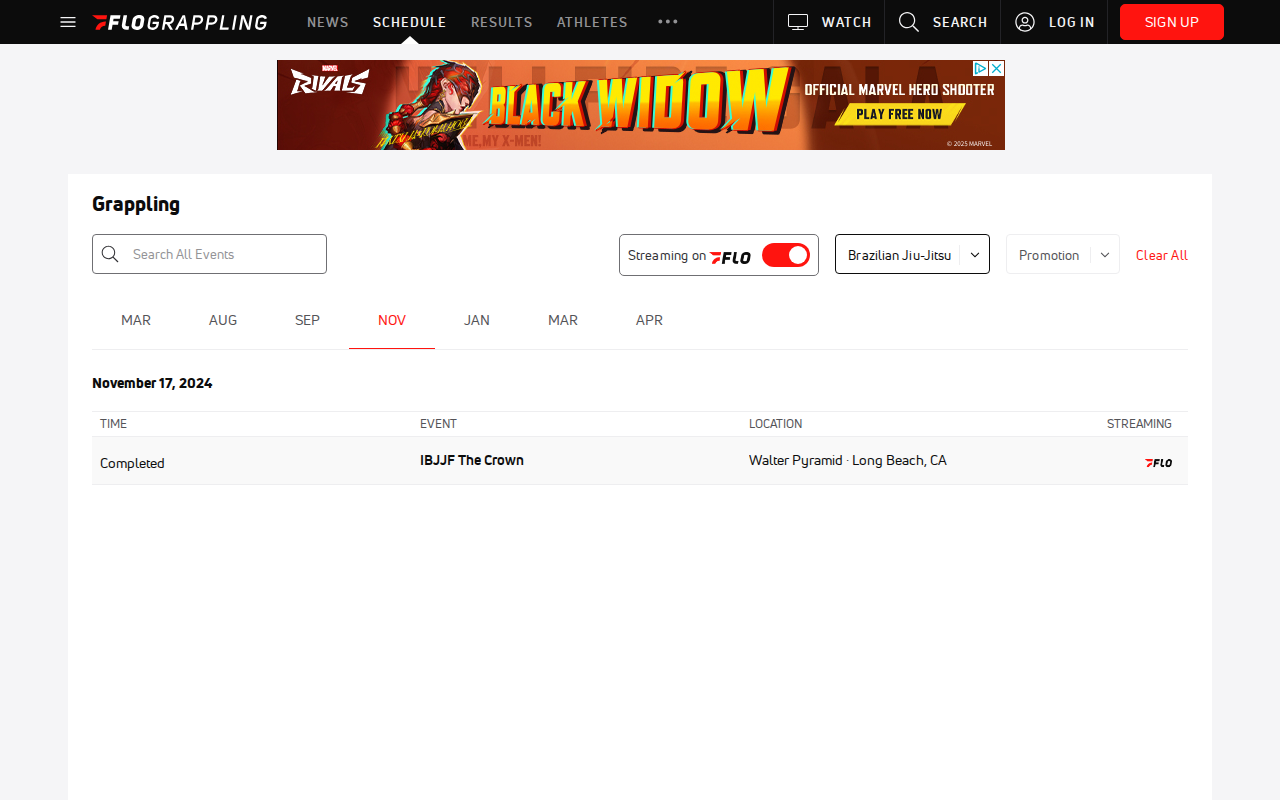 FLOGRAPPLING
NEWS SCHEDULE RESULTS ATHLETES
WATCH SEARCH LOG IN SIGN UP
MARVEL
RIVALS
BLACK WIDOW
ME, MY X-MEN!
OFFICIAL MARVEL HERO SHOOTER
PLAY FREE NOW
© 2025 MARVEL
Grappling
Search All Events
Streaming on FLO
Brazilian Jiu-Jitsu
Promotion
Clear All
MAR AUG SEP NOV JAN MAR APR
November 17, 2024
TIME EVENT LOCATION STREAMING
Completed IBJJF The Crown Walter Pyramid · Long Beach, CA FLO